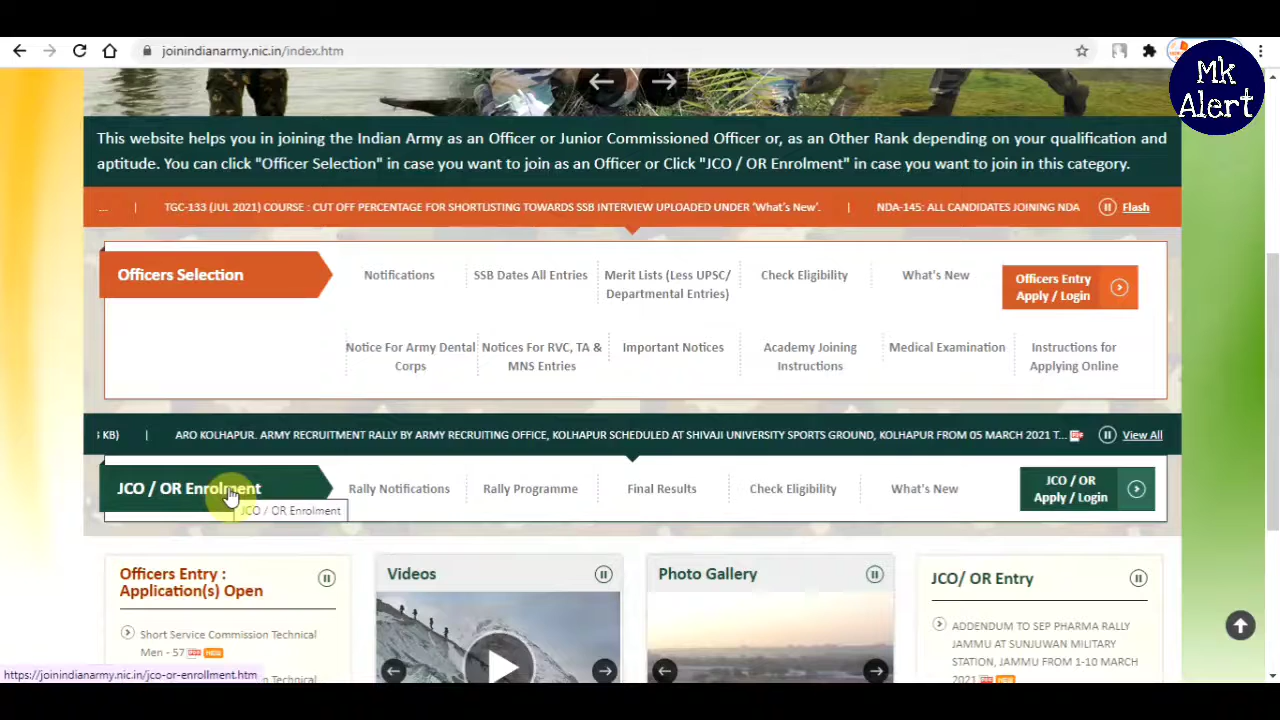 joinindianarmy.nic.in/index.htm
Mk
Alert
This website helps you in joining the Indian Army as an Officer or Junior Commissioned Officer or, as an Other Rank depending on your qualification and
aptitude. You can click "Officer Selection" in case you want to join as an Officer or Click "JCO / OR Enrolment" in case you want to join in this category.
... | TGC-133 (JUL 2021) COURSE : CUT OFF PERCENTAGE FOR SHORTLISTING TOWARDS SSB INTERVIEW UPLOADED UNDER 'What's New'. | NDA-145: ALL CANDIDATES JOINING NDA Flash
Officers Selection
Notifications
SSB Dates All Entries
Merit Lists (Less UPSC/
Departmental Entries)
Check Eligibility
What's New
Officers Entry
Apply / Login
Notice For Army Dental
Corps
Notices For RVC, TA &
MNS Entries
Important Notices
Academy Joining
Instructions
Medical Examination
Instructions for
Applying Online
KB) | ARO KOLHAPUR. ARMY RECRUITMENT RALLY BY ARMY RECRUITING OFFICE, KOLHAPUR SCHEDULED AT SHIVAJI UNIVERSITY SPORTS GROUND, KOLHAPUR FROM 05 MARCH 2021 T... View All
JCO / OR Enrolment
JCO / OR Enrolment
Rally Notifications
Rally Programme
Final Results
Check Eligibility
What's New
JCO / OR
Apply / Login
Officers Entry :
Application(s) Open
Short Service Commission Technical
Men - 57 PDF NEW
Videos
Photo Gallery
JCO/ OR Entry
ADDENDUM TO SEP PHARMA RALLY
JAMMU AT SUNJUWAN MILITARY
STATION, JAMMU FROM 1-10 MARCH
2021
https://joinindianarmy.nic.in/jco-or-enrollment.htm